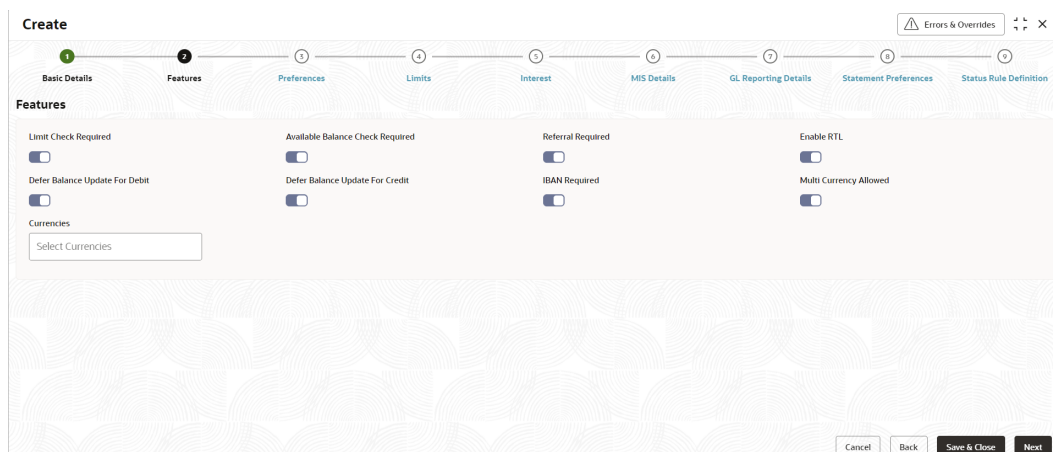 Create
Errors & Overrides
1 2 3 4 5 6 7 8 9
Basic Details Features Preferences Limits Interest MIS Details GL Reporting Details Statement Preferences Status Rule Definition
Features
Limit Check Required Available Balance Check Required Referral Required Enable RTL
Defer Balance Update For Debit Defer Balance Update For Credit IBAN Required Multi Currency Allowed
Currencies
Select Currencies
Cancel Back Save & Close Next